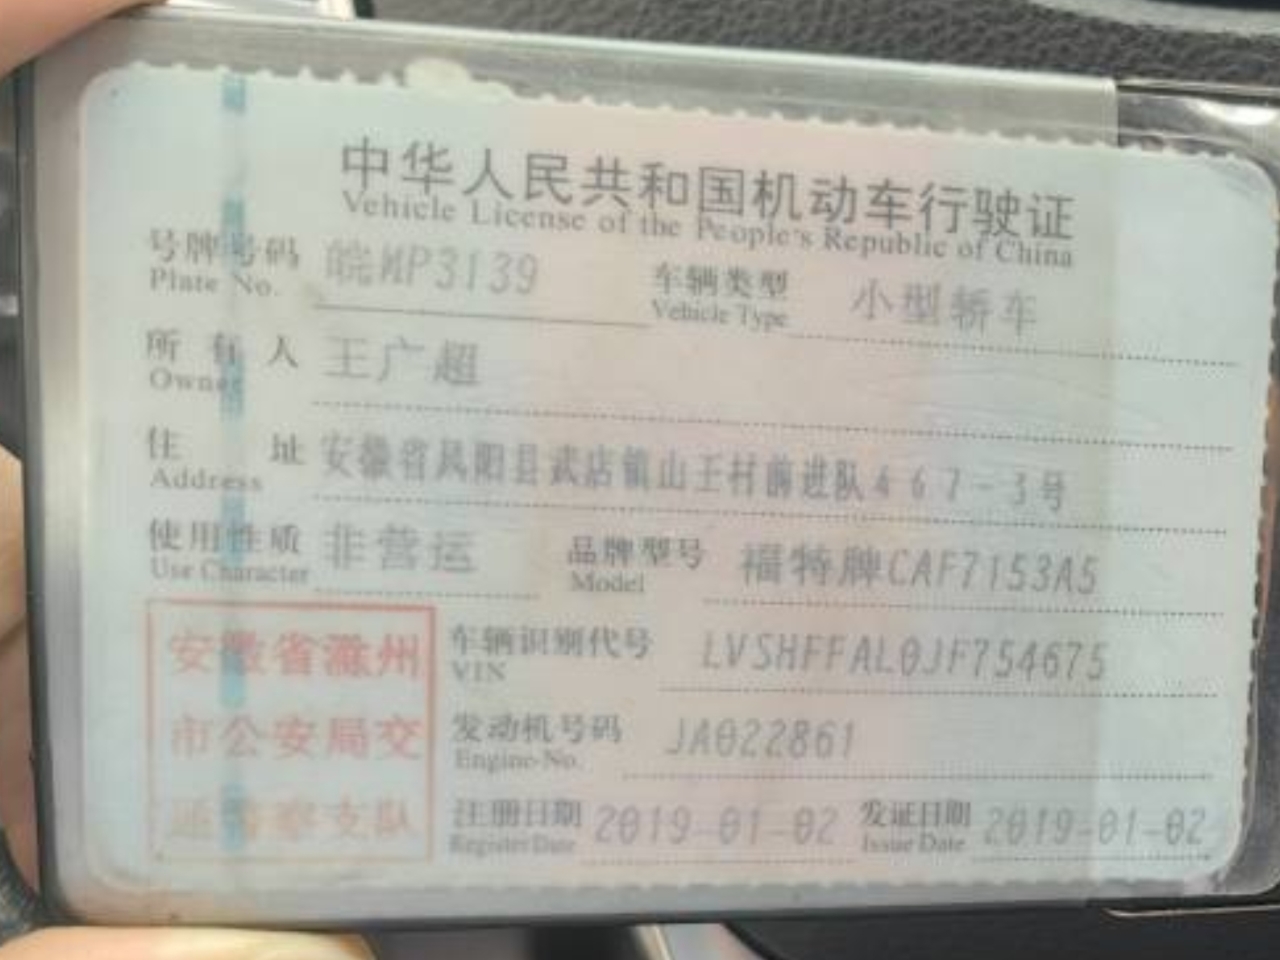 中华人民共和国机动车行驶证
Vehicle License of the People's Republic of China
号牌号码 皖MP3139 车辆类型 小型轿车
Plate No. Vehicle Type
所有人 王广超
Owner
住址 安徽省凤阳县武店镇山王村前进队467-3号
Address
使用性质 非营运 品牌型号 福特牌CAF7153A5
Use Character Model
安徽省滁州 车辆识别代号 LVSHFFAL0JF754675
VIN
市公安局交 发动机号码 JA022861
Engine No.
通警察支队 注册日期 2019-01-02 发证日期 2019-01-02
Register Date Issue Date